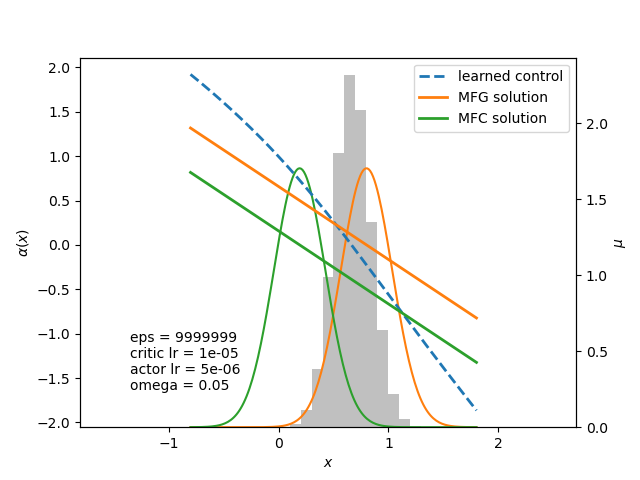 learned control
MFG solution
MFC solution
2.0
1.5
1.0
0.5
0.0
−0.5
−1.0
−1.5
−2.0
α(x)
eps = 9999999
critic lr = 1e-05
actor lr = 5e-06
omega = 0.05
2.0
1.5
1.0
0.5
0.0
μ
−1
0
1
2
x